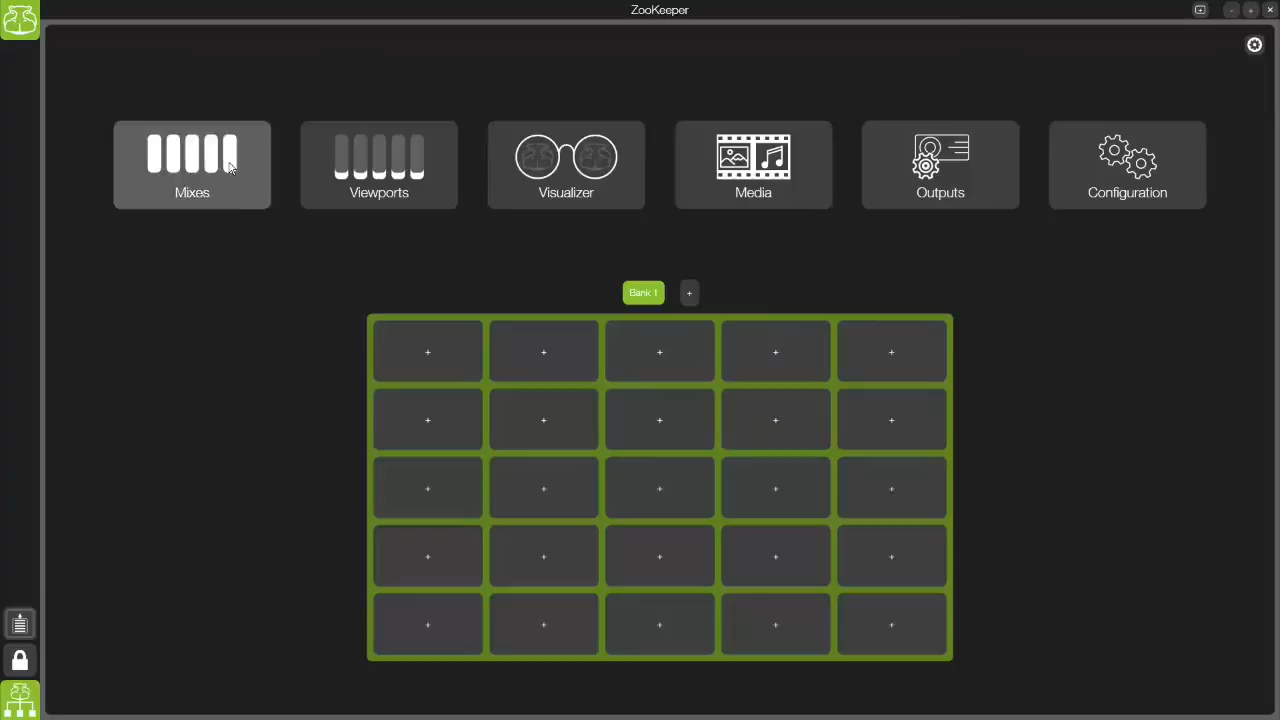 ZooKeeper
Mixes
Viewports
Visualizer
Media
Outputs
Configuration
Bank 1
+
+ + + + +
+ + + + +
+ + + + +
+ + + + +
+ + + + +